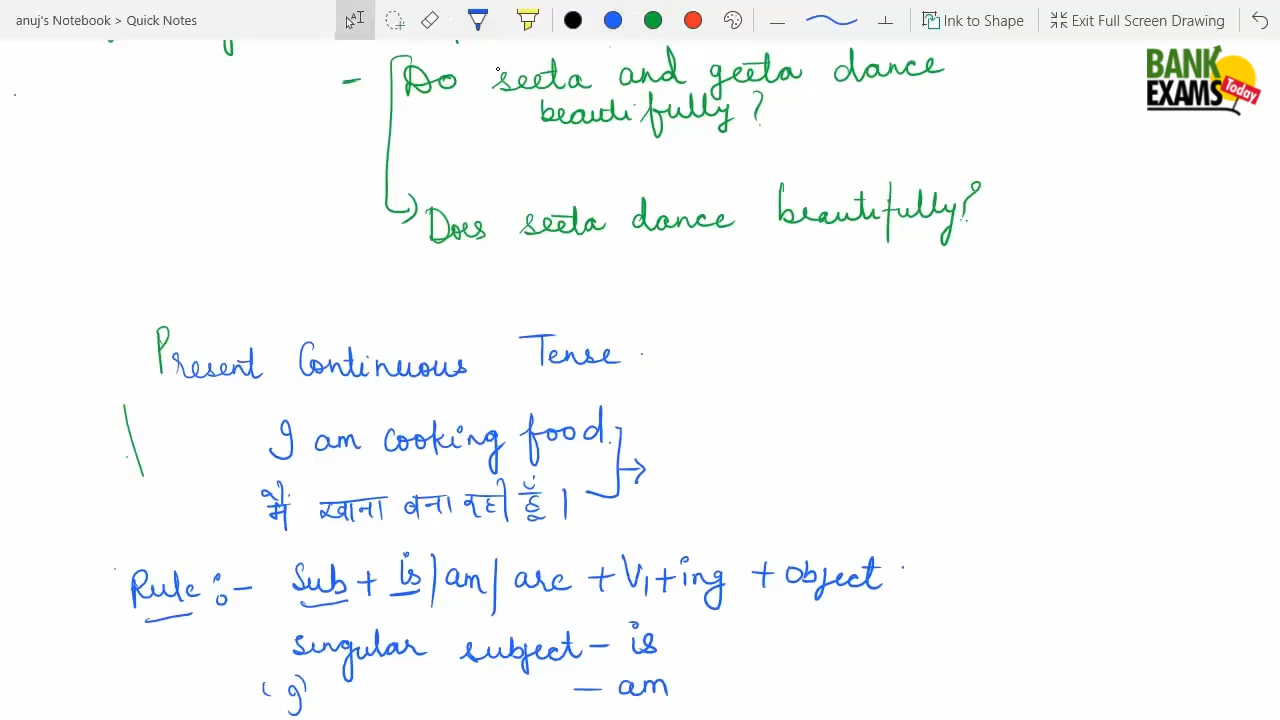 anuj's Notebook > Quick Notes
Ink to Shape
Exit Full Screen Drawing
BANK
EXAMS Today
- Do seeta and geeta dance
beautifully?
Does seeta dance beautifully?
Present Continuous Tense
I am cooking food.
मैं खाना बना रही हूँ।
Rule :- Sub + is/am/are + V1+ing + object
singular subject - is
(I) - am